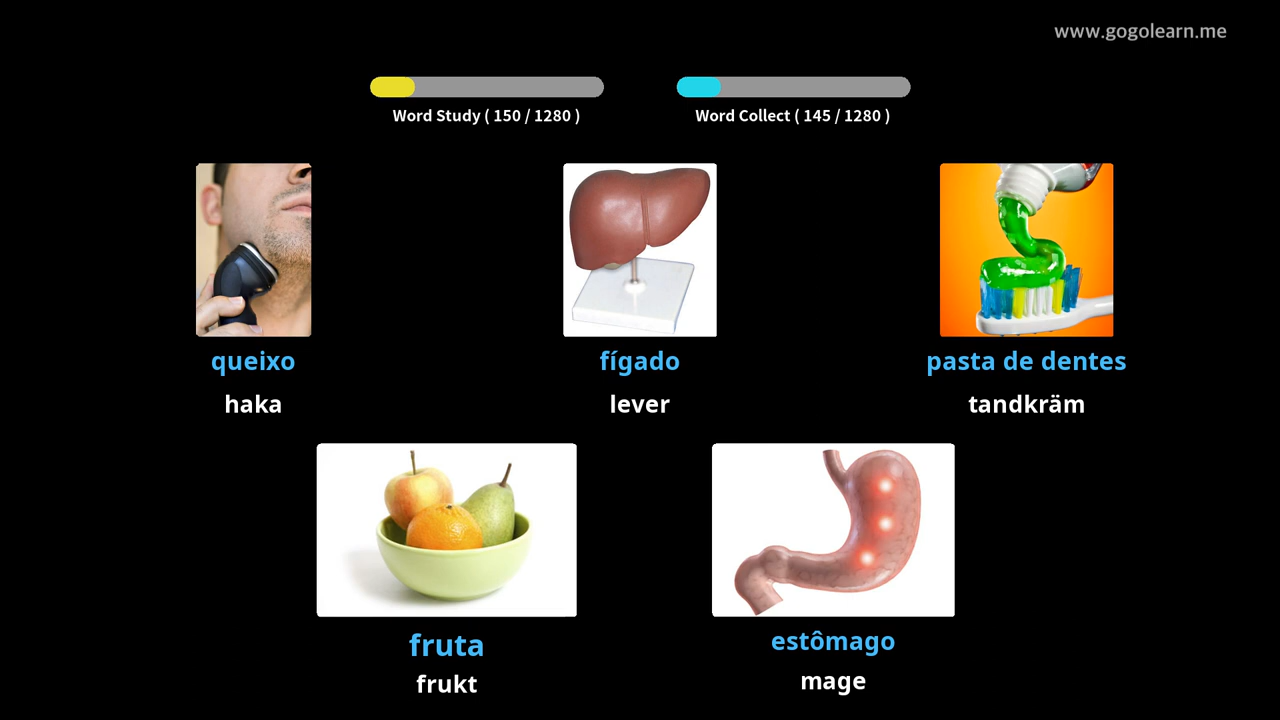 www.gogolearn.me
Word Study ( 150 / 1280 )
Word Collect ( 145 / 1280 )
queixo
haka
fígado
lever
pasta de dentes
tandkräm
fruta
frukt
estômago
mage